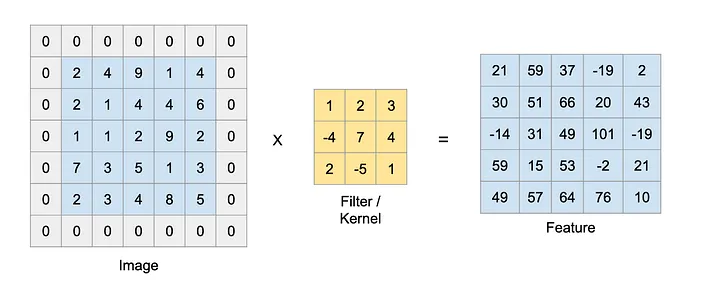 0 0 0 0 0 0 0
0 2 4 9 1 4 0
0 2 1 4 4 6 0
0 1 1 2 9 2 0
0 7 3 5 1 3 0
0 2 3 4 8 5 0
0 0 0 0 0 0 0
Image
x
1 2 3
-4 7 4
2 -5 1
Filter /
Kernel
=
21 59 37 -19 2
30 51 66 20 43
-14 31 49 101 -19
59 15 53 -2 21
49 57 64 76 10
Feature